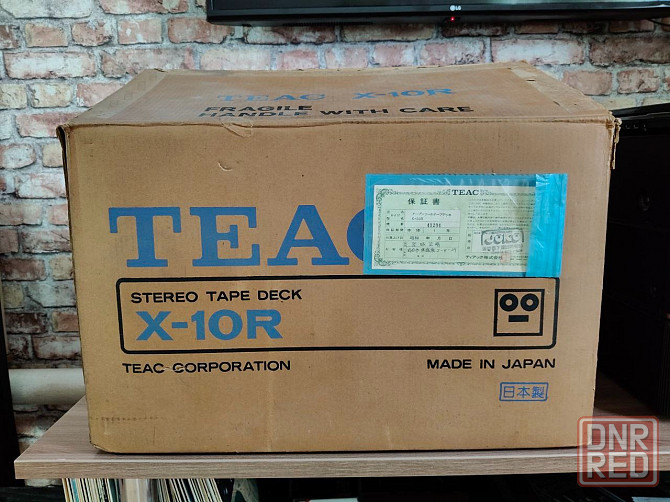 LG
TEAC X-10R
FRAGILE
HANDLE WITH CARE
TEAC
TEAC
保証書
X-10R
STEREO TAPE DECK
X-10R
TEAC CORPORATION
MADE IN JAPAN
日本製
DNR
RED